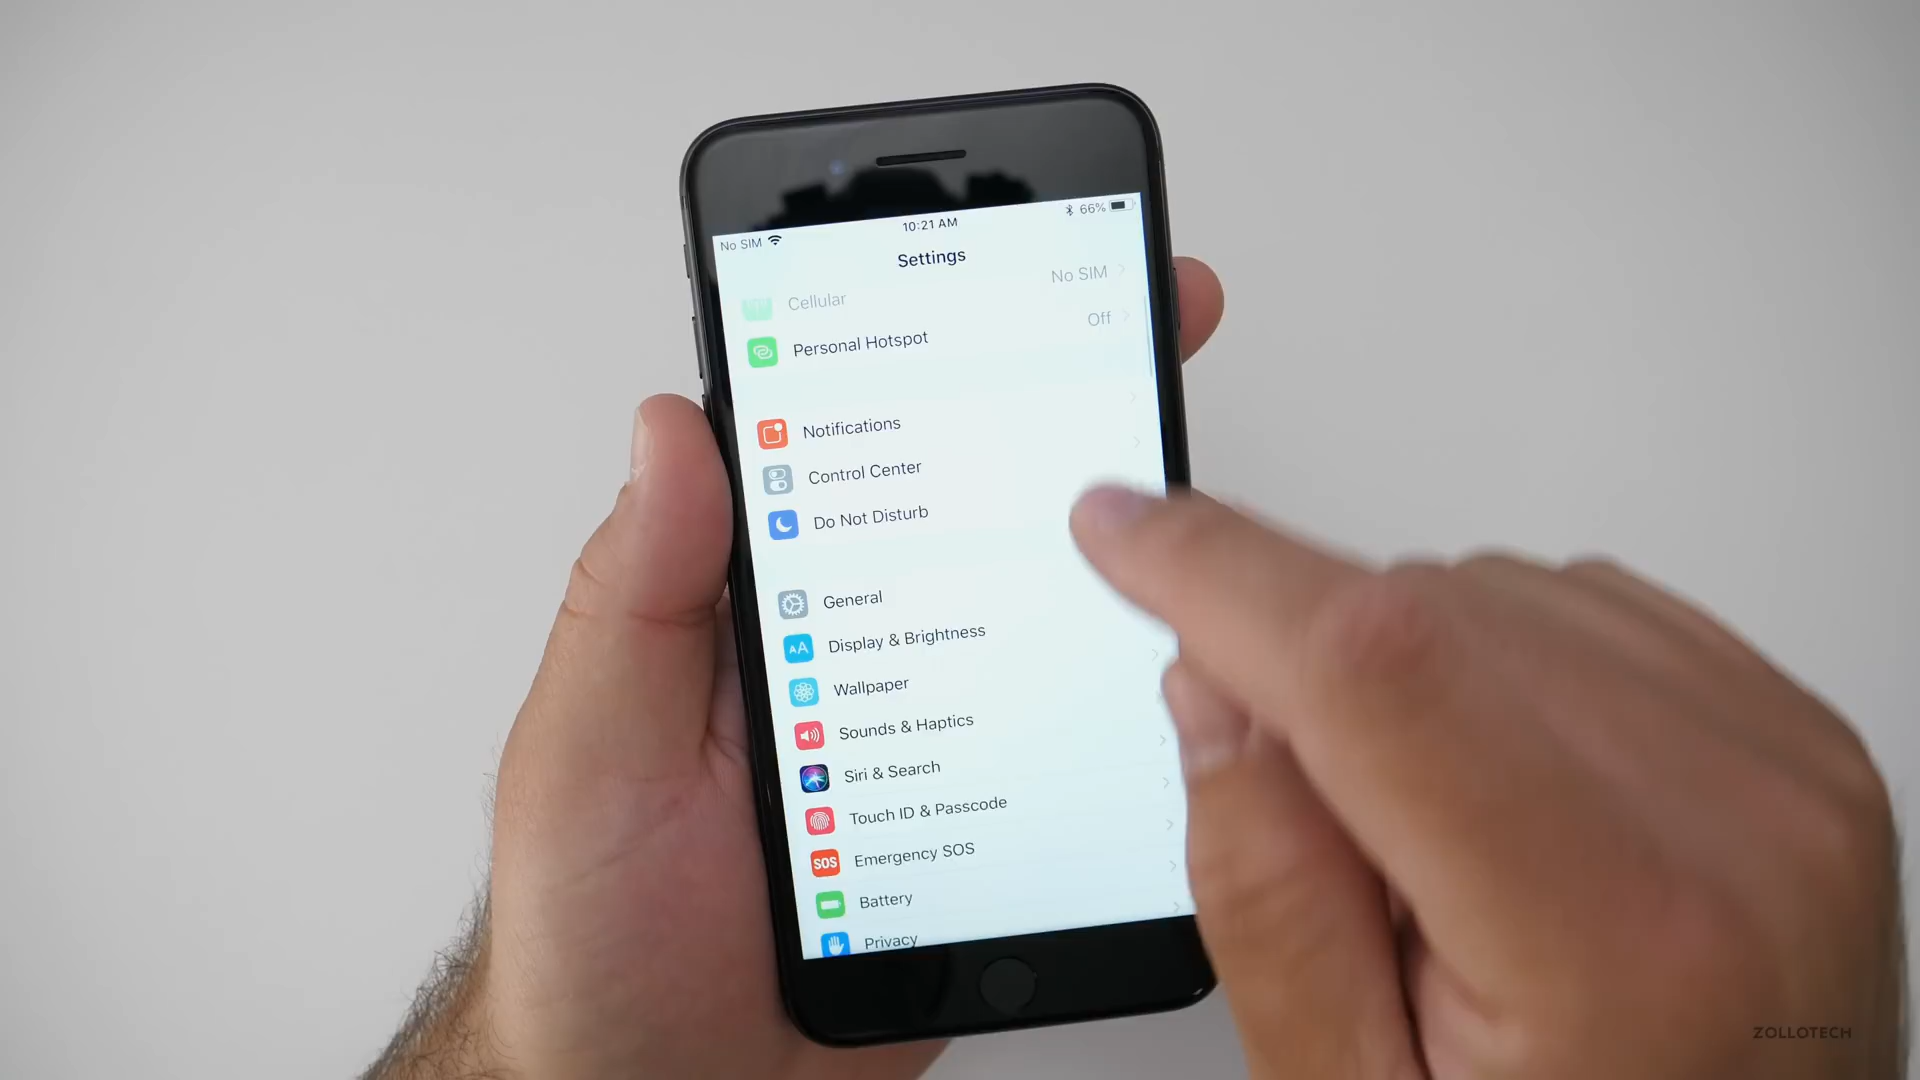 No SIM 10:21 AM 66%
Settings
Cellular No SIM
Personal Hotspot Off
Notifications
Control Center
Do Not Disturb
General
AA Display & Brightness
Wallpaper
Sounds & Haptics
Siri & Search
Touch ID & Passcode
SOS Emergency SOS
Battery
Privacy
ZOLLOTECH